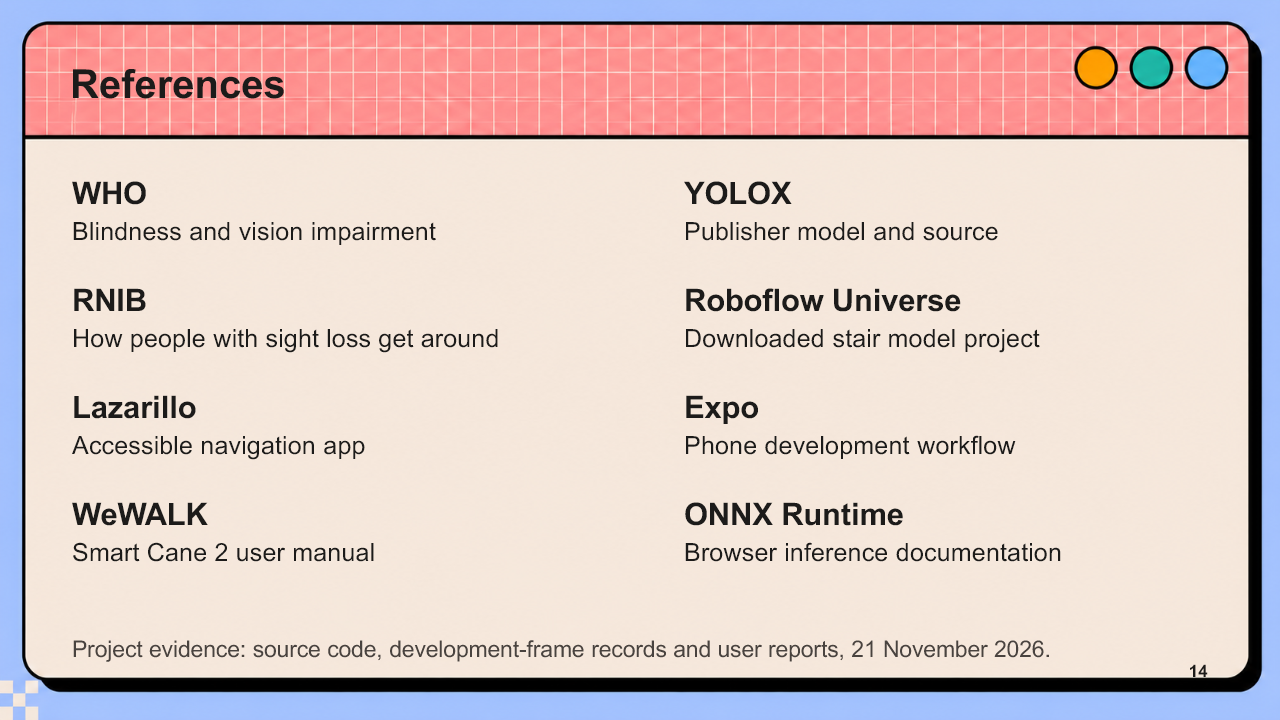 References
WHO
Blindness and vision impairment
RNIB
How people with sight loss get around
Lazarillo
Accessible navigation app
WeWALK
Smart Cane 2 user manual
YOLOX
Publisher model and source
Roboflow Universe
Downloaded stair model project
Expo
Phone development workflow
ONNX Runtime
Browser inference documentation
Project evidence: source code, development-frame records and user reports, 21 November 2026.
14